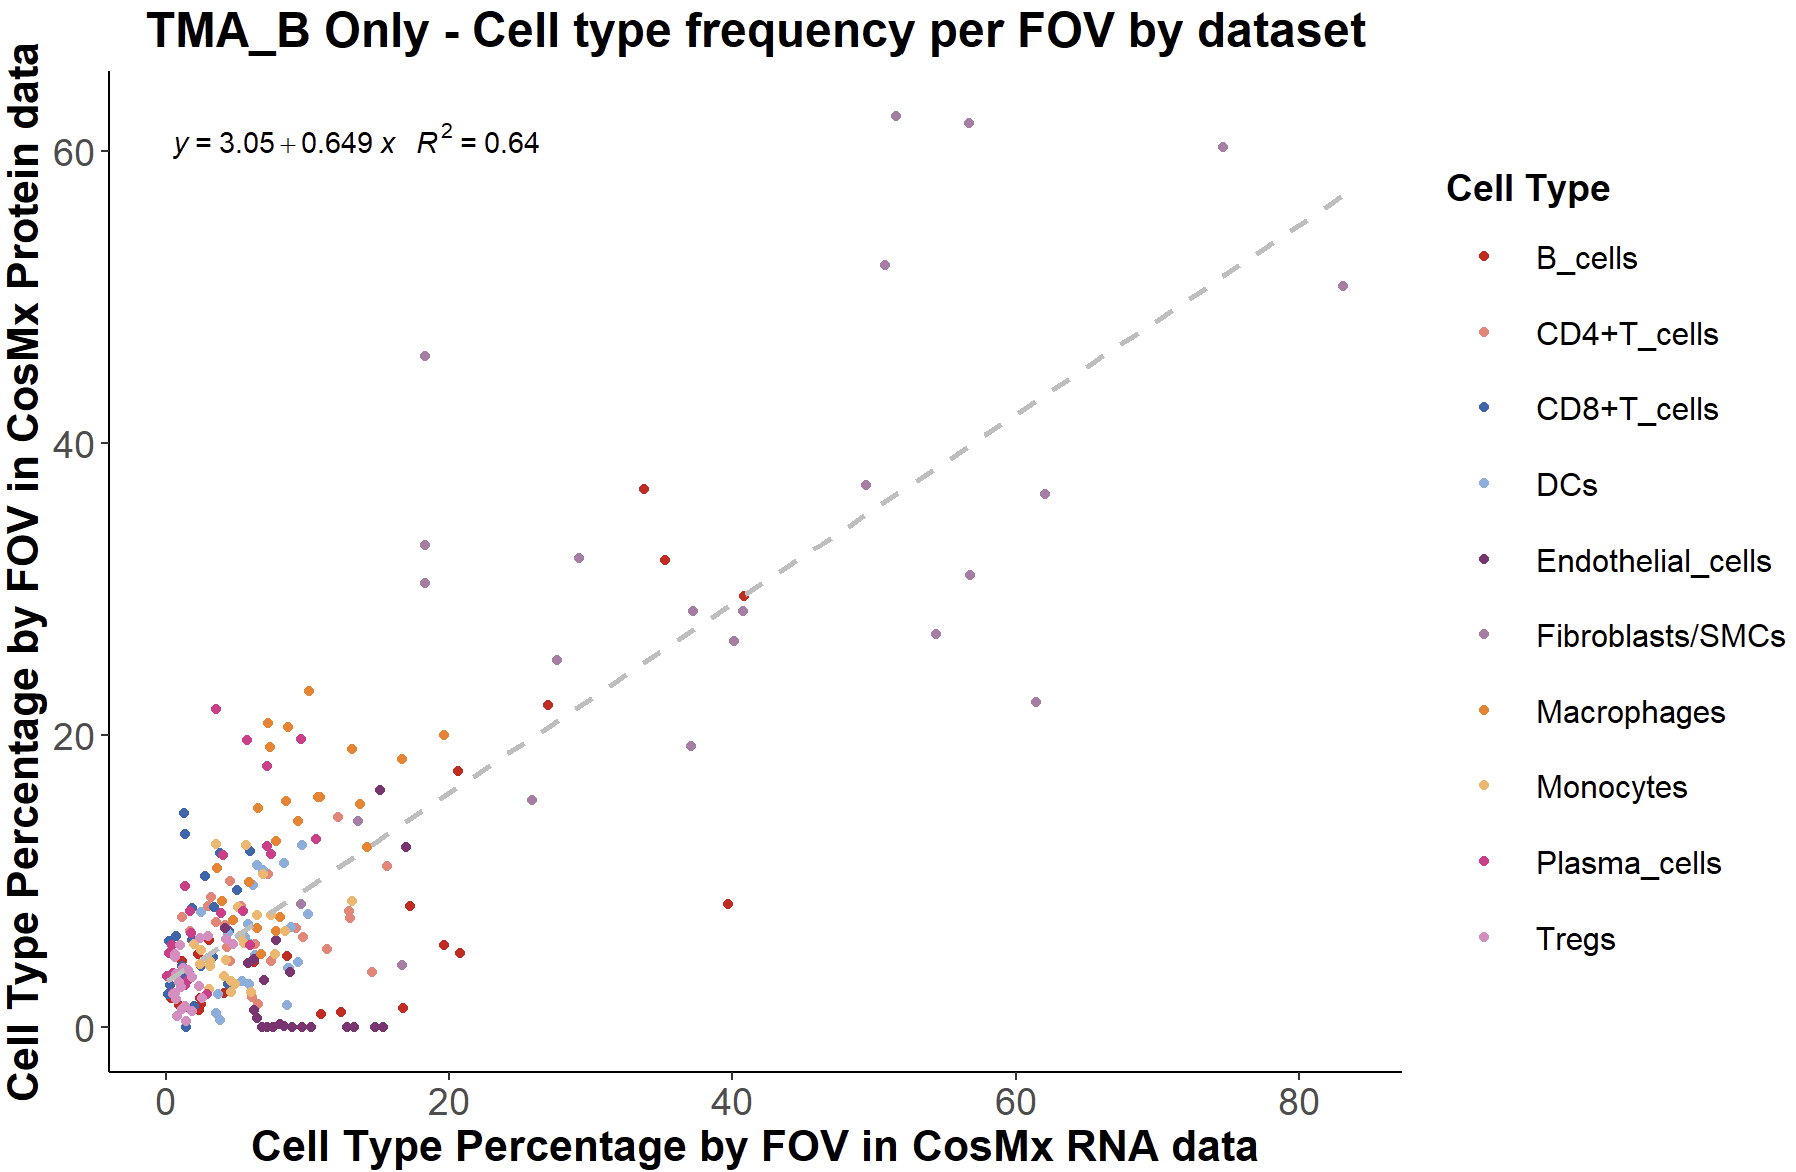 TMA_B Only - Cell type frequency per FOV by dataset
Cell Type Percentage by FOV in CosMx Protein data
y = 3.05 + 0.649 x R² = 0.64
60
40
20
0
0 20 40 60 80
Cell Type Percentage by FOV in CosMx RNA data
Cell Type
B_cells
CD4+T_cells
CD8+T_cells
DCs
Endothelial_cells
Fibroblasts/SMCs
Macrophages
Monocytes
Plasma_cells
Tregs